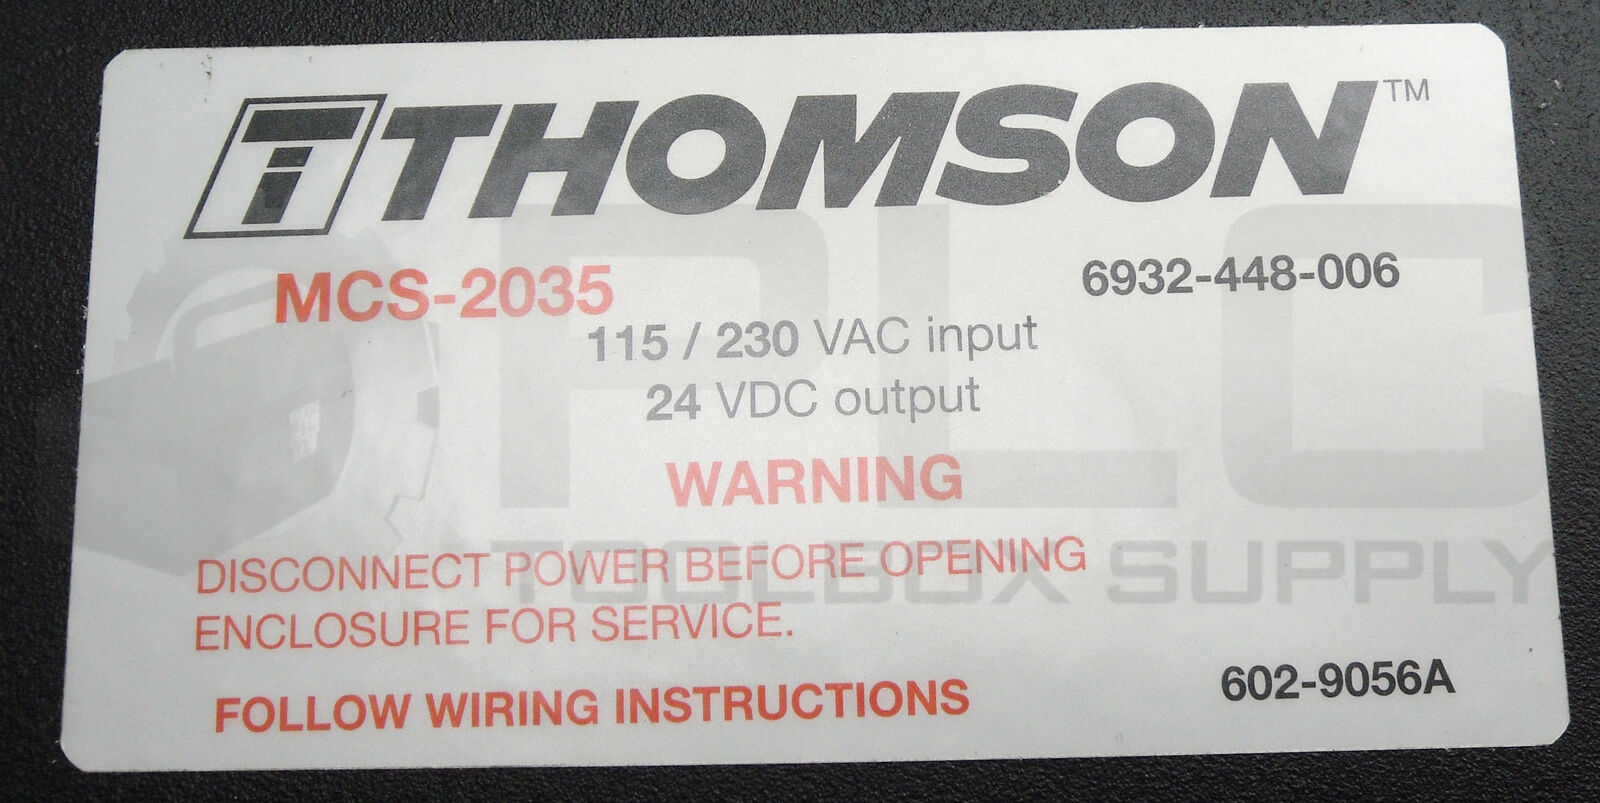 THOMSON™
MCS-2035
6932-448-006
115 / 230 VAC input
24 VDC output
WARNING
DISCONNECT POWER BEFORE OPENING
ENCLOSURE FOR SERVICE.
FOLLOW WIRING INSTRUCTIONS
602-9056A
PLC
TOOLBOX SUPPLY